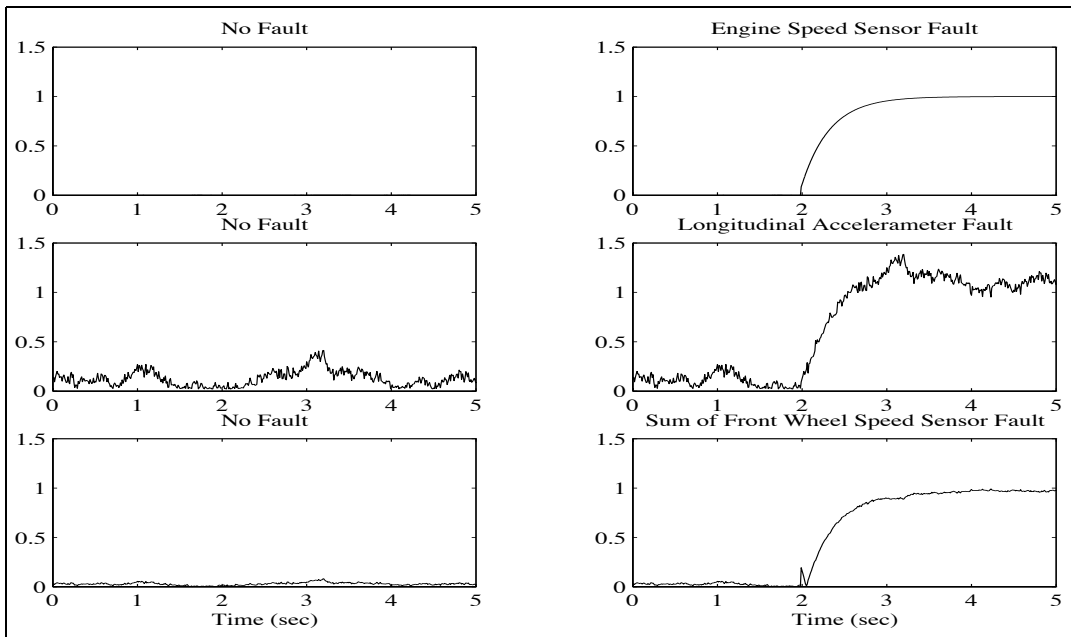 No Fault
1.5
1
0.5
0
0 1 2 3 4 5
Engine Speed Sensor Fault
1.5
1
0.5
0
0 1 2 3 4 5
No Fault
1.5
1
0.5
0
0 1 2 3 4 5
Longitudinal Accelerameter Fault
1.5
1
0.5
0
0 1 2 3 4 5
No Fault
1.5
1
0.5
0
0 1 2 3 4 5
Time (sec)
Sum of Front Wheel Speed Sensor Fault
1.5
1
0.5
0
0 1 2 3 4 5
Time (sec)